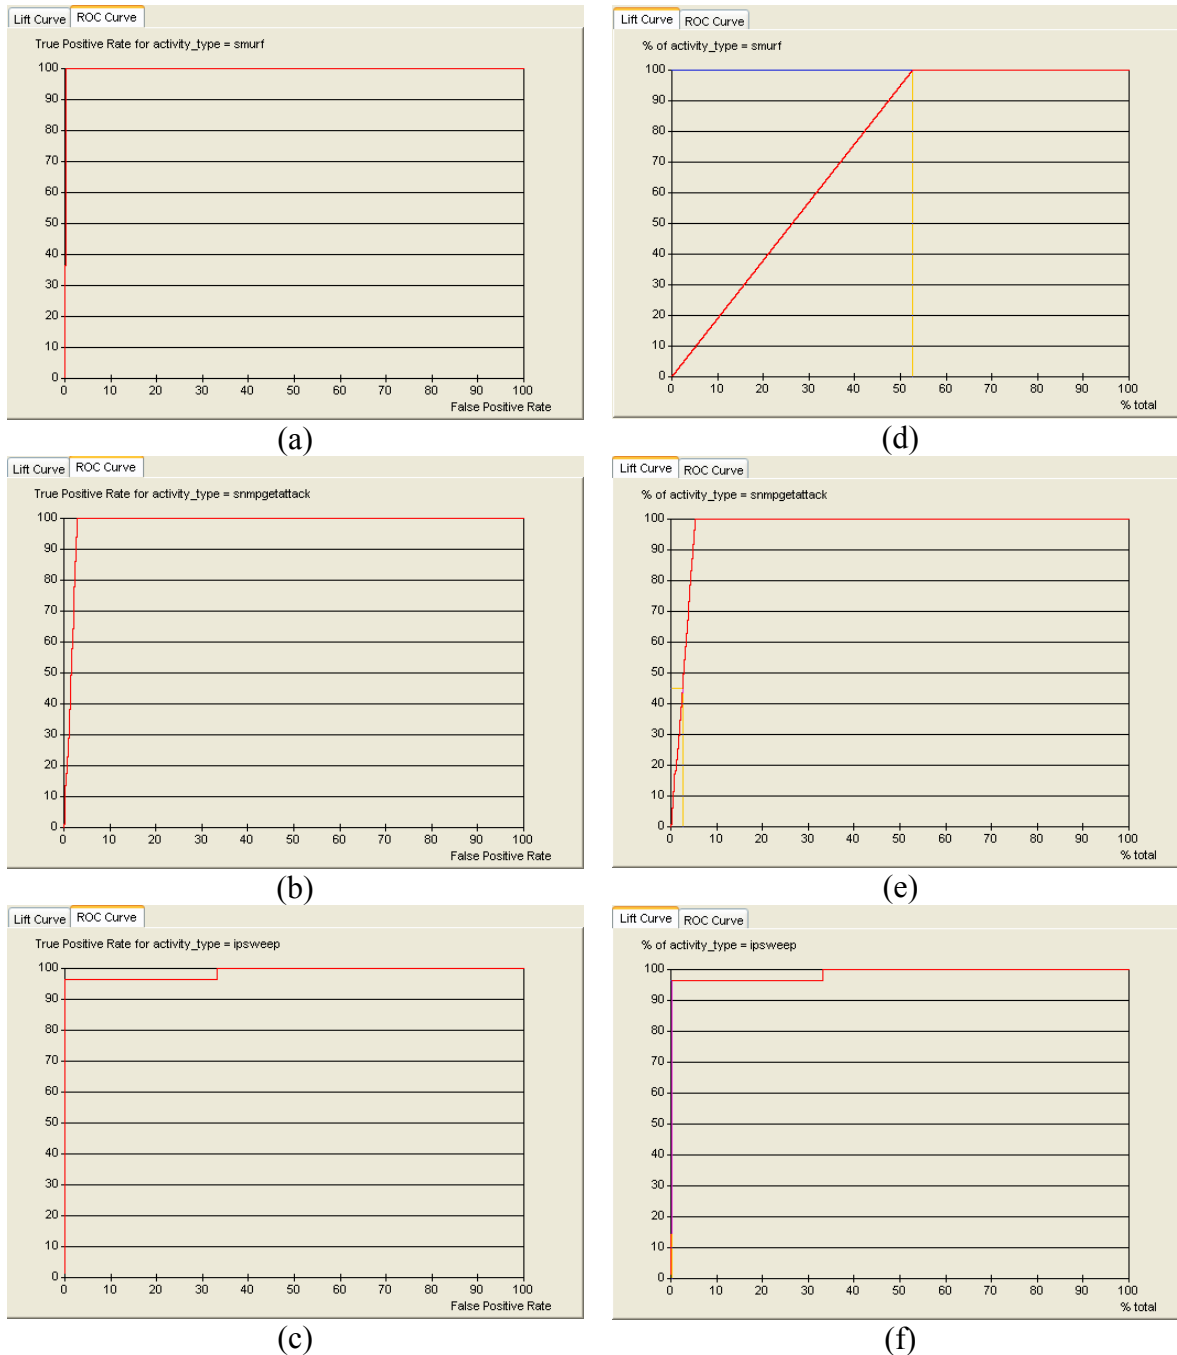 Lift Curve ROC Curve
True Positive Rate for activity_type = smurf
100
90
80
70
60
50
40
30
20
10
0
0 10 20 30 40 50 60 70 80 90 100
False Positive Rate
(a)
Lift Curve ROC Curve
% of activity_type = smurf
100
90
80
70
60
50
40
30
20
10
0
0 10 20 30 40 50 60 70 80 90 100
% total
(d)
Lift Curve ROC Curve
True Positive Rate for activity_type = snmpgetattack
100
90
80
70
60
50
40
30
20
10
0
0 10 20 30 40 50 60 70 80 90 100
False Positive Rate
(b)
Lift Curve ROC Curve
% of activity_type = snmpgetattack
100
90
80
70
60
50
40
30
20
10
0
0 10 20 30 40 50 60 70 80 90 100
% total
(e)
Lift Curve ROC Curve
True Positive Rate for activity_type = ipsweep
100
90
80
70
60
50
40
30
20
10
0
0 10 20 30 40 50 60 70 80 90 100
False Positive Rate
(c)
Lift Curve ROC Curve
% of activity_type = ipsweep
100
90
80
70
60
50
40
30
20
10
0
0 10 20 30 40 50 60 70 80 90 100
% total
(f)